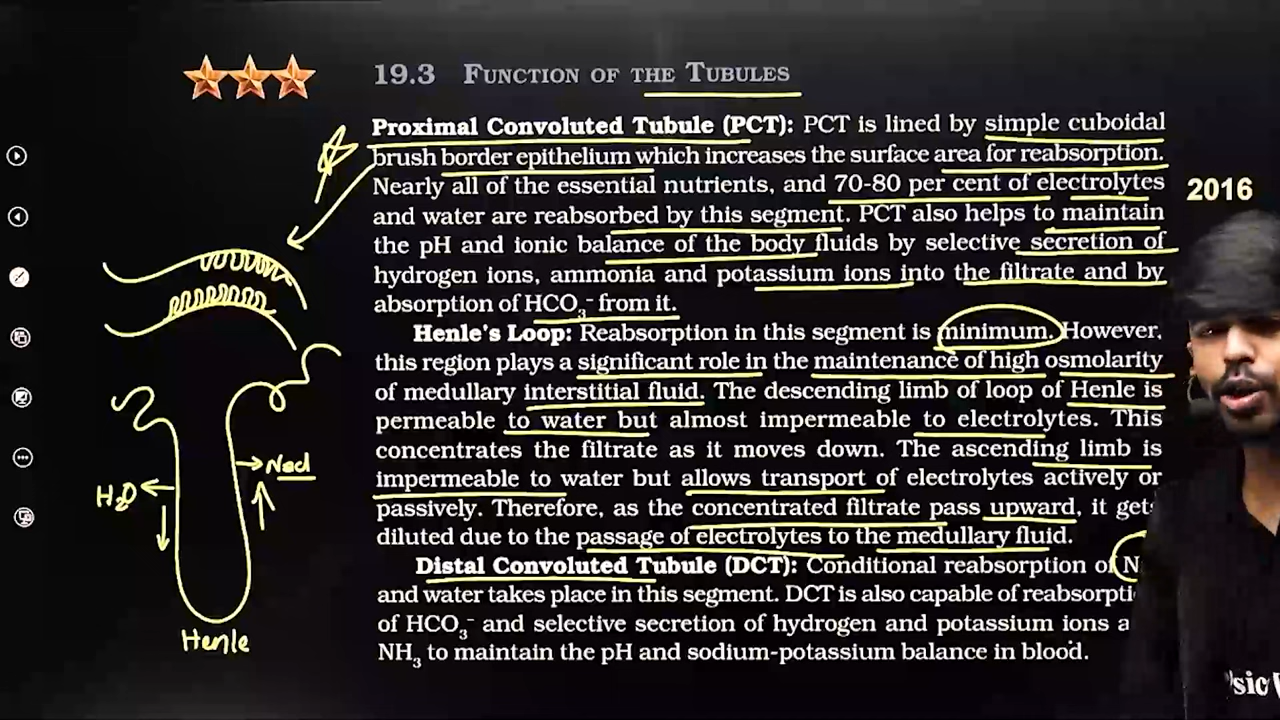 19.3 FUNCTION OF THE TUBULES
Proximal Convoluted Tubule (PCT): PCT is lined by simple cuboidal
brush border epithelium which increases the surface area for reabsorption.
Nearly all of the essential nutrients, and 70-80 per cent of electrolytes
and water are reabsorbed by this segment. PCT also helps to maintain
the pH and ionic balance of the body fluids by selective secretion of
hydrogen ions, ammonia and potassium ions into the filtrate and by
absorption of HCO₃⁻ from it.
2016
Henle's Loop: Reabsorption in this segment is minimum. However,
this region plays a significant role in the maintenance of high osmolarity
of medullary interstitial fluid. The descending limb of loop of Henle is
permeable to water but almost impermeable to electrolytes. This
concentrates the filtrate as it moves down. The ascending limb is
impermeable to water but allows transport of electrolytes actively or
passively. Therefore, as the concentrated filtrate pass upward, it gets
diluted due to the passage of electrolytes to the medullary fluid.
Distal Convoluted Tubule (DCT): Conditional reabsorption of N
and water takes place in this segment. DCT is also capable of reabsorpti
of HCO₃⁻ and selective secretion of hydrogen and potassium ions a
NH₃ to maintain the pH and sodium-potassium balance in blood.
H₂O
NaCl
Henle